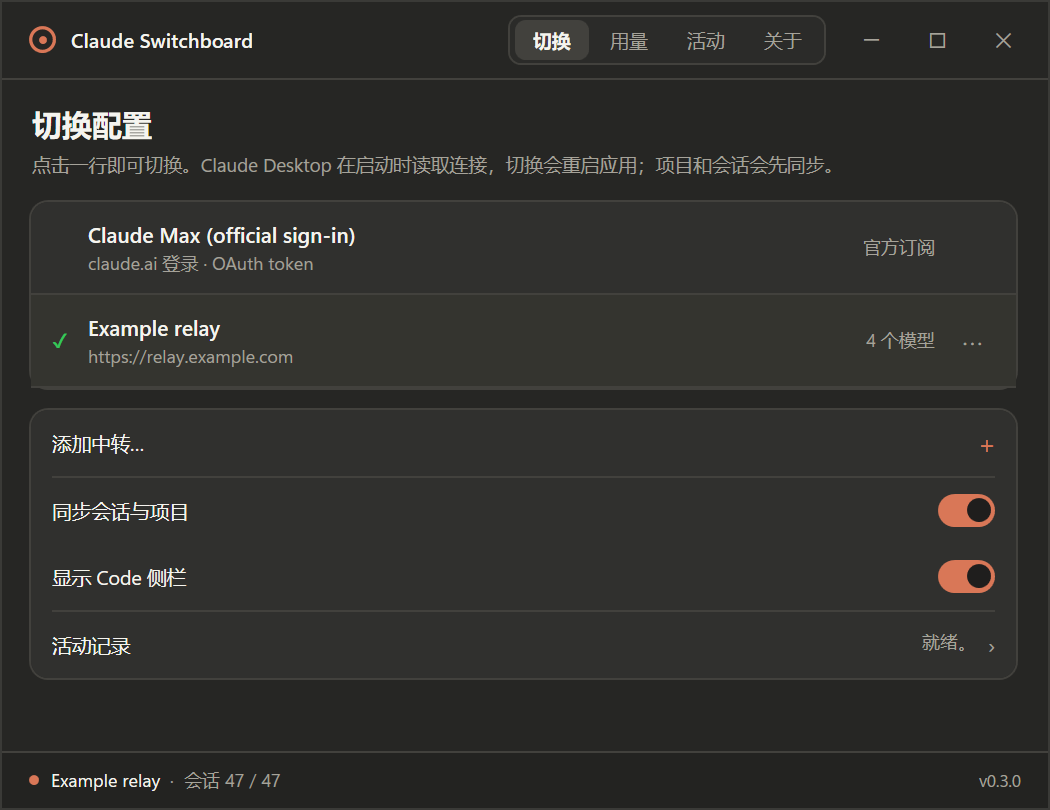 Claude Switchboard
切换 用量 活动 关于
切换配置
点击一行即可切换。Claude Desktop 在启动时读取连接，切换会重启应用；项目和会话会先同步。
Claude Max (official sign-in)
claude.ai 登录 · OAuth token
官方订阅
✓ Example relay
https://relay.example.com
4 个模型 ...
添加中转... +
同步会话与项目
显示 Code 侧栏
活动记录 就绪。 ›
Example relay · 会话 47 / 47 v0.3.0